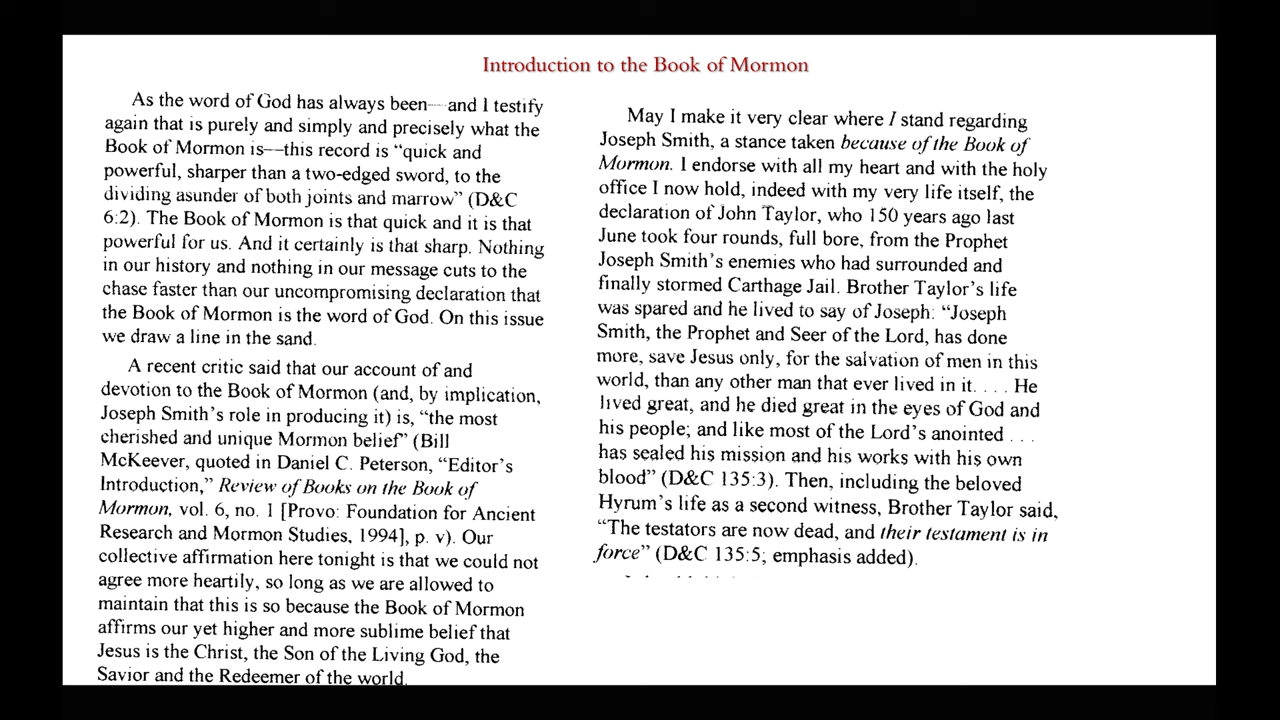 Introduction to the Book of Mormon
As the word of God has always been—and I testify
again that is purely and simply and precisely what the
Book of Mormon is—this record is “quick and
powerful, sharper than a two-edged sword, to the
dividing asunder of both joints and marrow” (D&C
6:2). The Book of Mormon is that quick and it is that
powerful for us. And it certainly is that sharp. Nothing
in our history and nothing in our message cuts to the
chase faster than our uncompromising declaration that
the Book of Mormon is the word of God. On this issue
we draw a line in the sand.
A recent critic said that our account of and
devotion to the Book of Mormon (and, by implication,
Joseph Smith’s role in producing it) is, “the most
cherished and unique Mormon belief” (Bill
McKeever, quoted in Daniel C. Peterson, “Editor’s
Introduction,” Review of Books on the Book of
Mormon, vol. 6, no. 1 [Provo: Foundation for Ancient
Research and Mormon Studies, 1994], p. v). Our
collective affirmation here tonight is that we could not
agree more heartily, so long as we are allowed to
maintain that this is so because the Book of Mormon
affirms our yet higher and more sublime belief that
Jesus is the Christ, the Son of the Living God, the
Savior and the Redeemer of the world.
May I make it very clear where I stand regarding
Joseph Smith, a stance taken because of the Book of
Mormon. I endorse with all my heart and with the holy
office I now hold, indeed with my very life itself, the
declaration of John Taylor, who 150 years ago last
June took four rounds, full bore, from the Prophet
Joseph Smith’s enemies who had surrounded and
finally stormed Carthage Jail. Brother Taylor’s life
was spared and he lived to say of Joseph: “Joseph
Smith, the Prophet and Seer of the Lord, has done
more, save Jesus only, for the salvation of men in this
world, than any other man that ever lived in it. . . . He
lived great, and he died great in the eyes of God and
his people; and like most of the Lord’s anointed . . .
has sealed his mission and his works with his own
blood” (D&C 135:3). Then, including the beloved
Hyrum’s life as a second witness, Brother Taylor said,
“The testators are now dead, and their testament is in
force” (D&C 135:5; emphasis added).